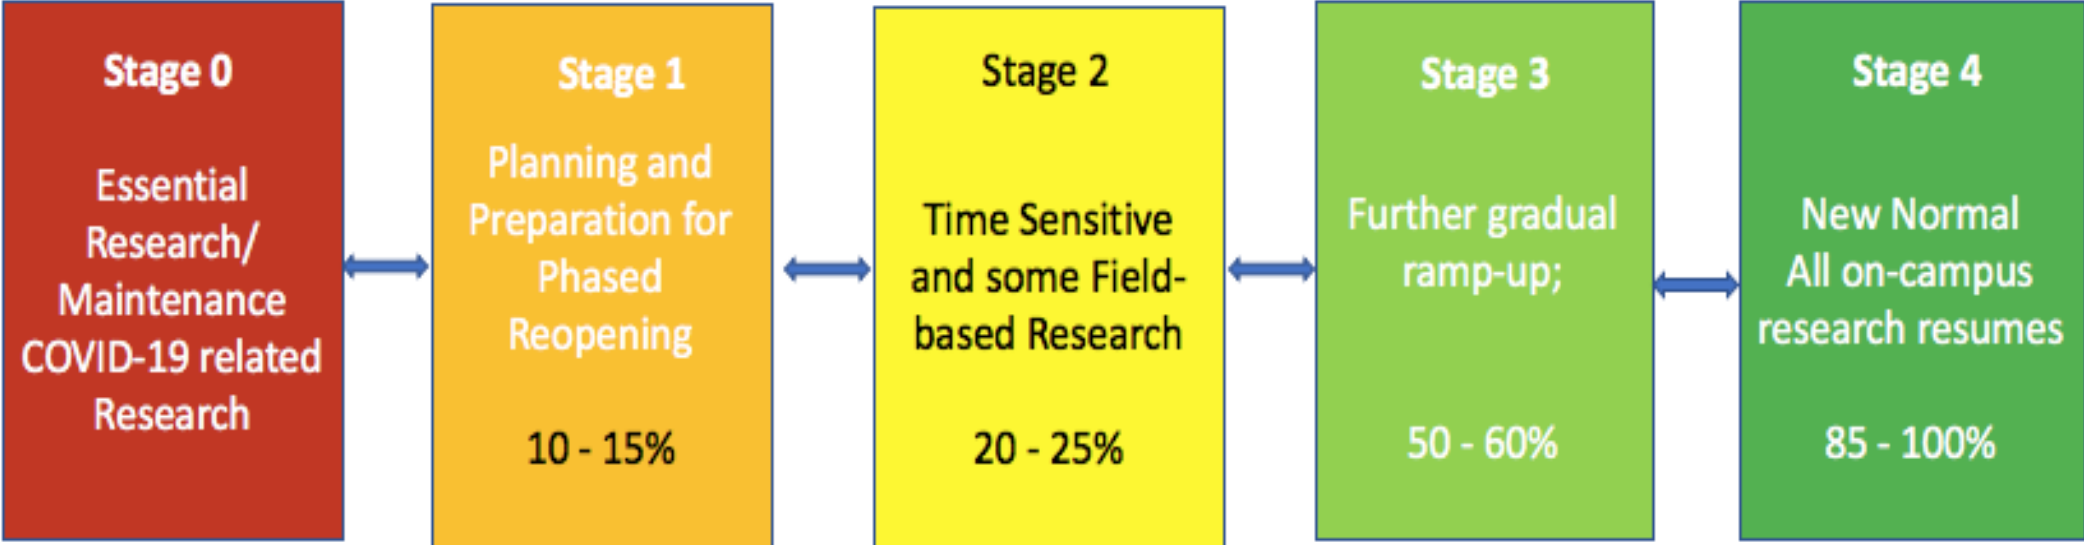 Stage 0
Essential
Research/
Maintenance
COVID-19 related
Research
Stage 1
Planning and
Preparation for
Phased
Reopening
10 - 15%
Stage 2
Time Sensitive
and some Field-
based Research
20 - 25%
Stage 3
Further gradual
ramp-up;
50 - 60%
Stage 4
New Normal
All on-campus
research resumes
85 - 100%